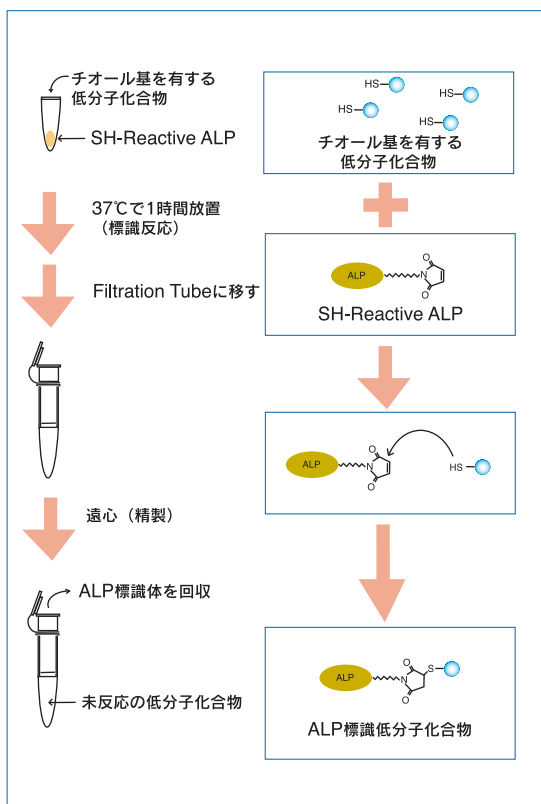 チオール基を有する
低分子化合物
SH-Reactive ALP
37℃で1時間放置
（標識反応）
Filtration Tubeに移す
遠心（精製）
ALP標識体を回収
未反応の低分子化合物
HS
HS
HS
HS
チオール基を有する
低分子化合物
ALP
N
O
O
SH-Reactive ALP
ALP
N
O
O
HS
ALP
N
O
O
S
ALP標識低分子化合物